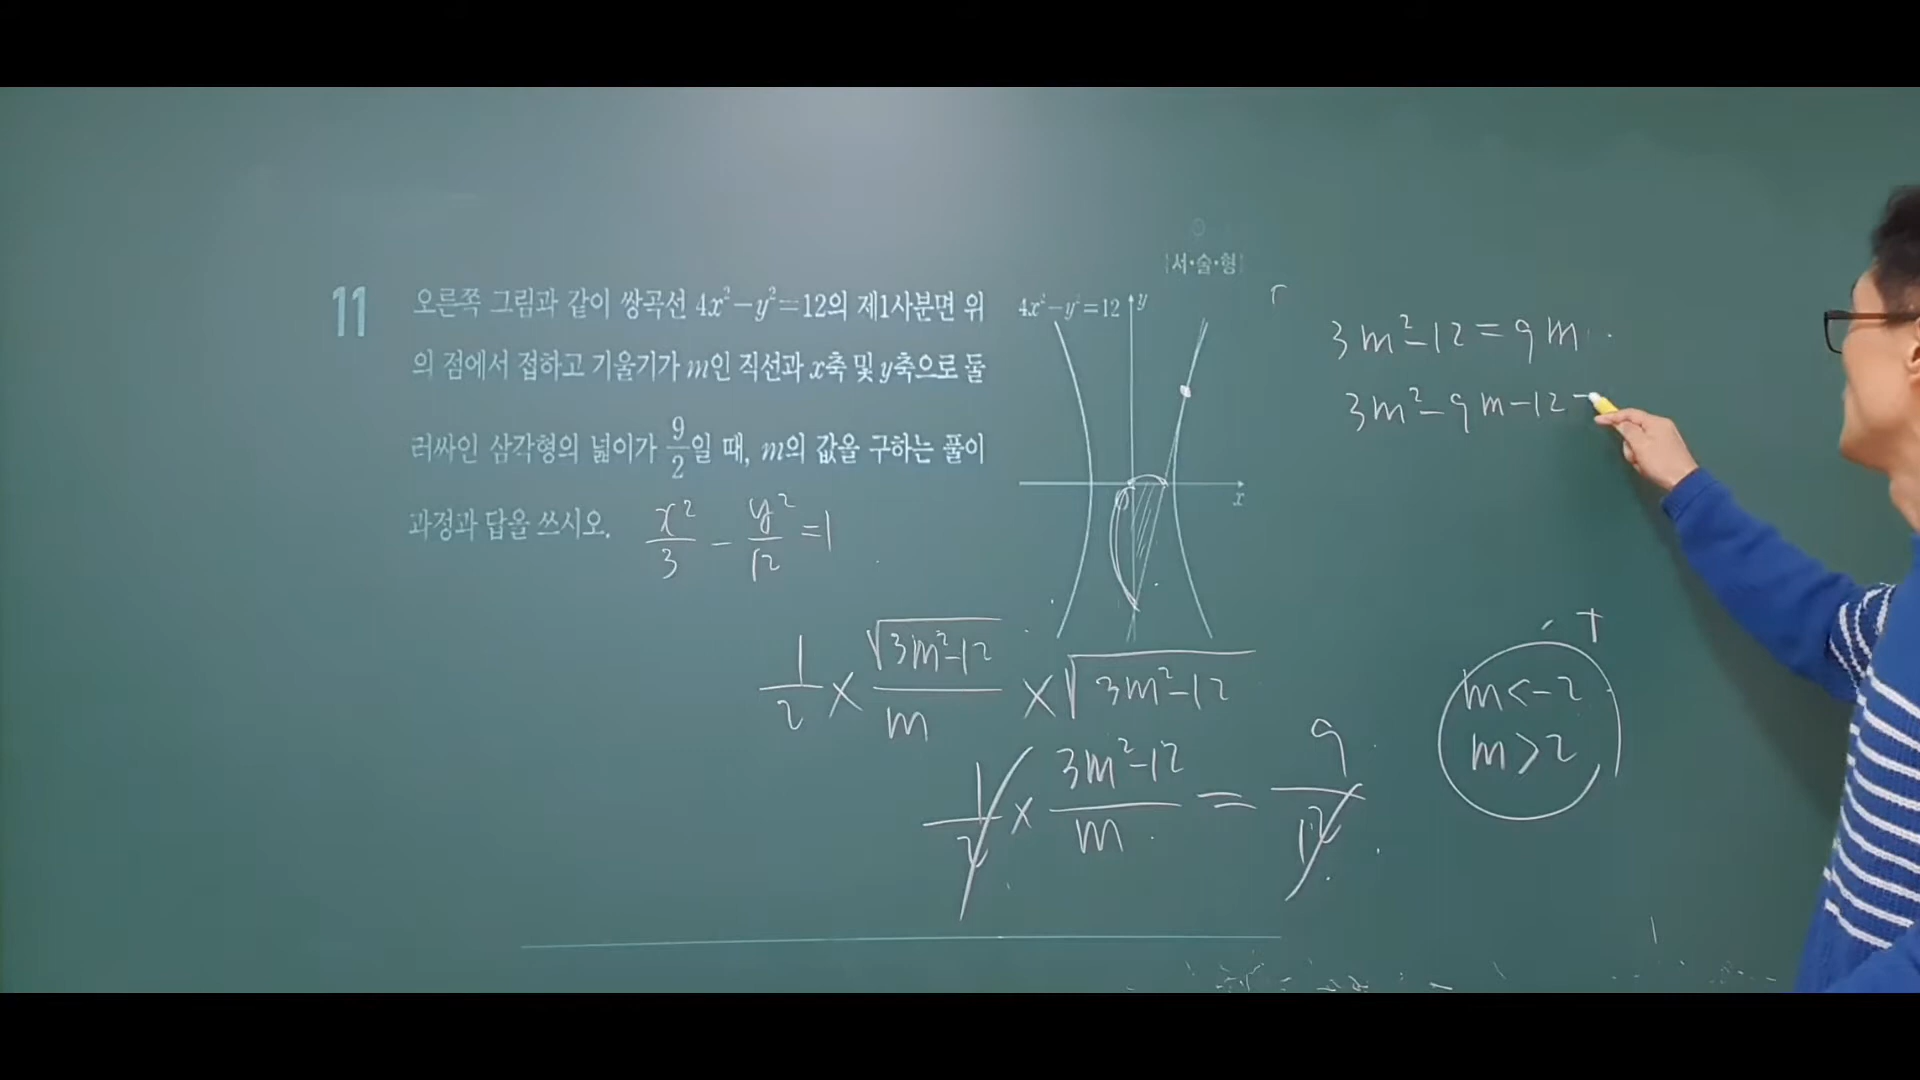 11 오른쪽 그림과 같이 쌍곡선 4x²-y²=12의 제1사분면 위
의 점에서 접하고 기울기가 m인 직선과 x축 및 y축으로 둘
러싸인 삼각형의 넓이가 9/2일 때, m의 값을 구하는 풀이
과정과 답을 쓰시오.
x²/3 - y²/12 = 1
|서·술·형|
4x²-y²=12
y
x
1/2 × √(3m²-12)/m × √(3m²-12)
1/2 × (3m²-12)/m = 9/2
3m²-12=9m
3m²-9m-12
m<-2
m>2